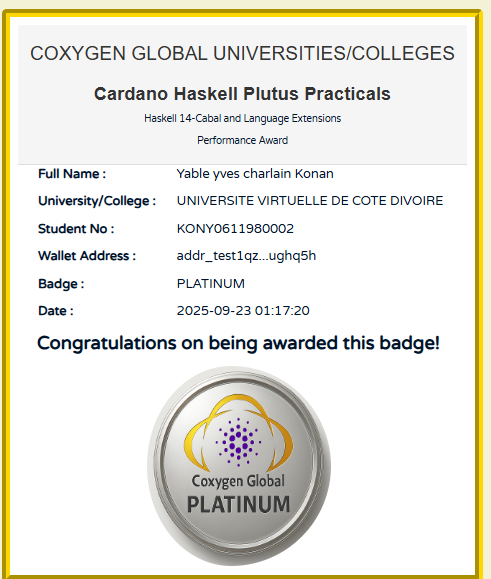 COXYGEN GLOBAL UNIVERSITIES/COLLEGES
Cardano Haskell Plutus Practicals
Haskell 14-Cabal and Language Extensions
Performance Award
Full Name : Yable yves charlain Konan
University/College : UNIVERSITE VIRTUELLE DE COTE DIVOIRE
Student No : KONY0611980002
Wallet Address : addr_test1qz...ughq5h
Badge : PLATINUM
Date : 2025-09-23 01:17:20
Congratulations on being awarded this badge!
Coxygen Global
PLATINUM